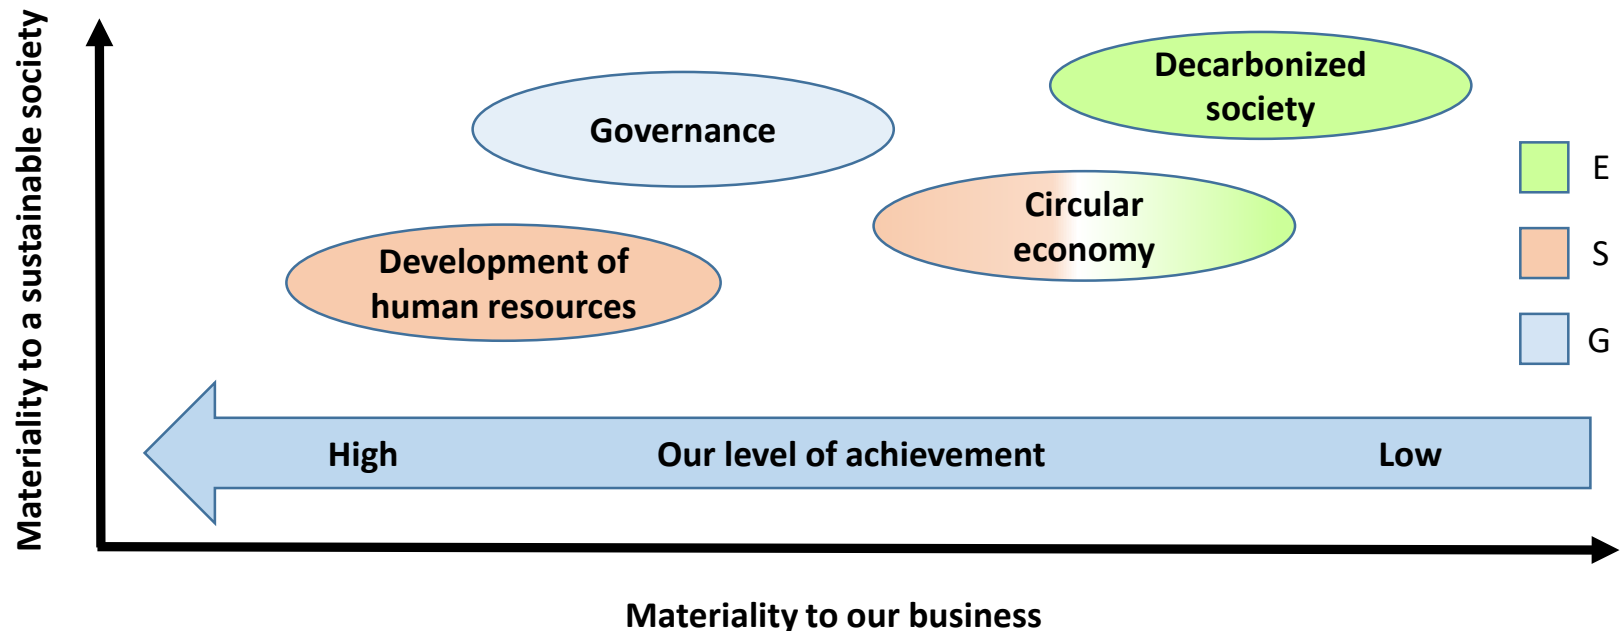 Materiality to a sustainable society
Decarbonized
society
Governance
Circular
economy
Development of
human resources
E
S
G
High
Our level of achievement
Low
Materiality to our business